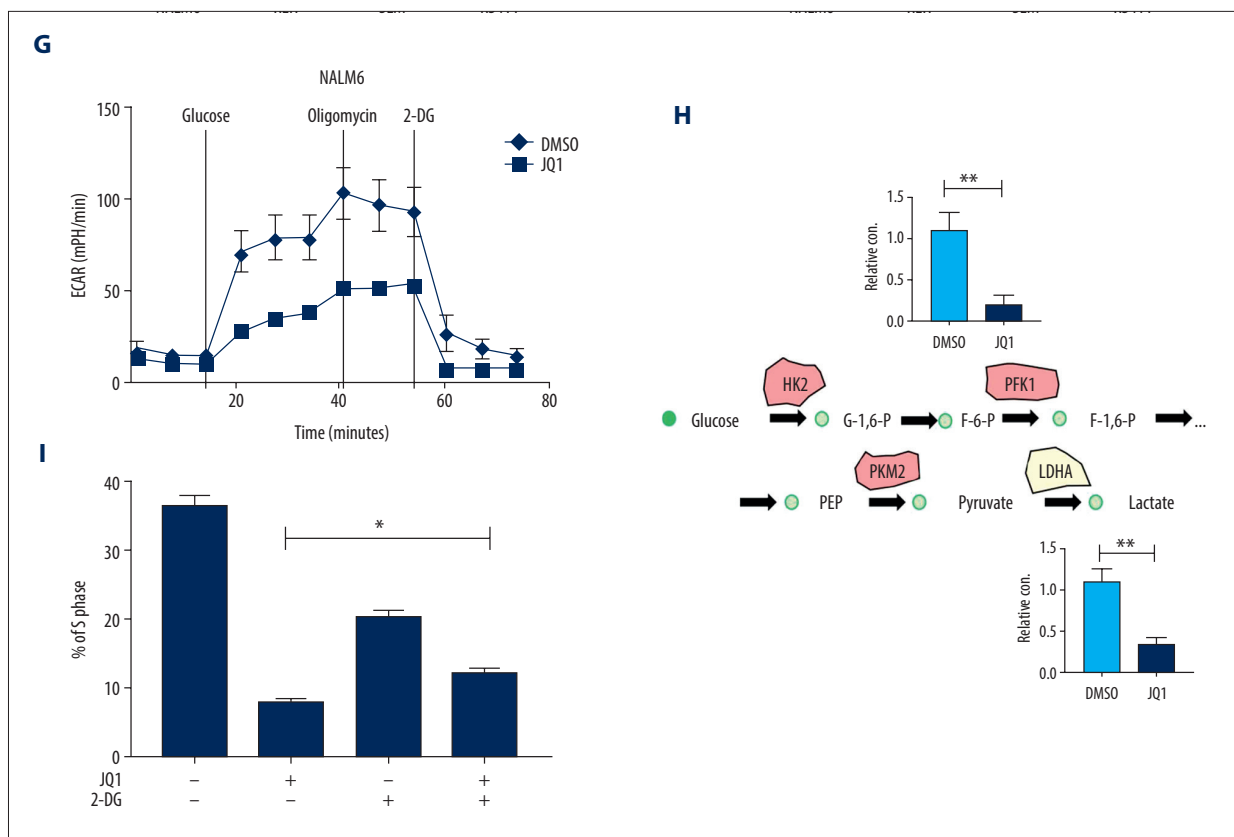 G
NALM6
150
100
50
0
Glucose
Oligomycin
2-DG
DMSO
JQ1
ECAR (mPH/min)
20
40
60
80
Time (minutes)
H
**
1.5
1.0
0.5
0.0
Relative con.
DMSO
JQ1
HK2
PFK1
Glucose
G-1,6-P
F-6-P
F-1,6-P
...
PKM2
LDHA
PEP
Pyruvate
Lactate
**
1.5
1.0
0.5
0.0
Relative con.
DMSO
JQ1
I
40
30
20
10
0
% of S phase
*
JQ1 – + – +
2-DG – – + +